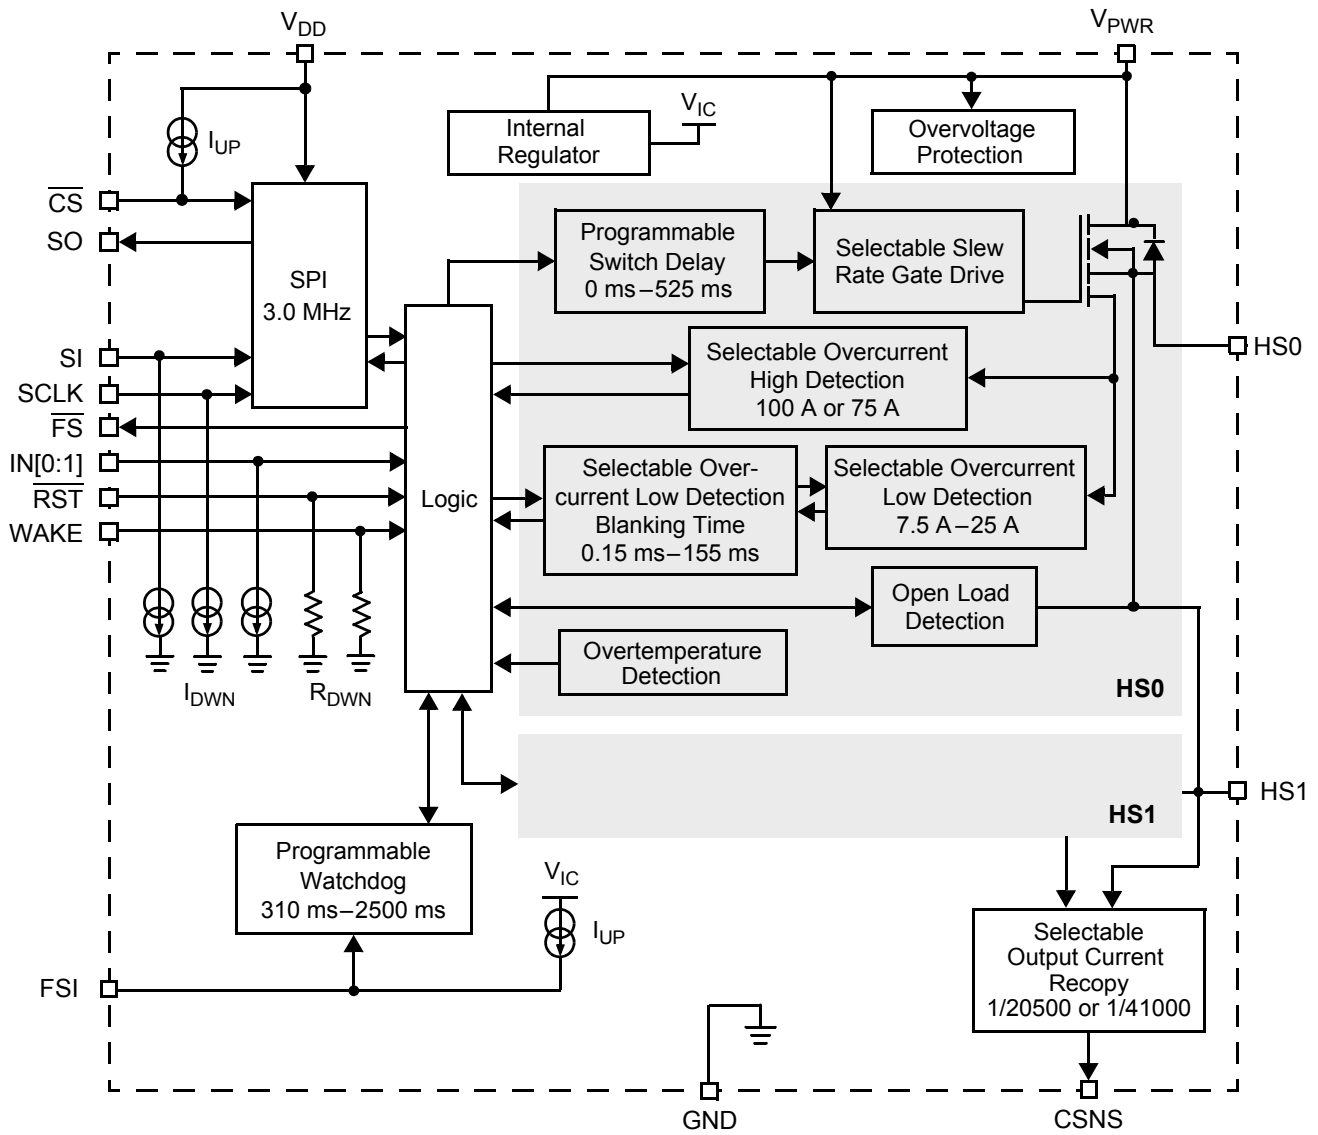 VDD
VPWR
IUP
Internal
Regulator
VIC
Overvoltage
Protection
CS
SO
SPI
3.0 MHz
Programmable
Switch Delay
0 ms–525 ms
Selectable Slew
Rate Gate Drive
SI
SCLK
FS
IN[0:1]
RST
WAKE
Logic
Selectable Overcurrent
High Detection
100 A or 75 A
HS0
Selectable Over-
current Low Detection
Blanking Time
0.15 ms–155 ms
Selectable Overcurrent
Low Detection
7.5 A–25 A
Open Load
Detection
Overtemperature
Detection
HS0
IDWN
RDWN
HS1
HS1
Programmable
Watchdog
310 ms–2500 ms
VIC
IUP
FSI
Selectable
Output Current
Recopy
1/20500 or 1/41000
GND
CSNS